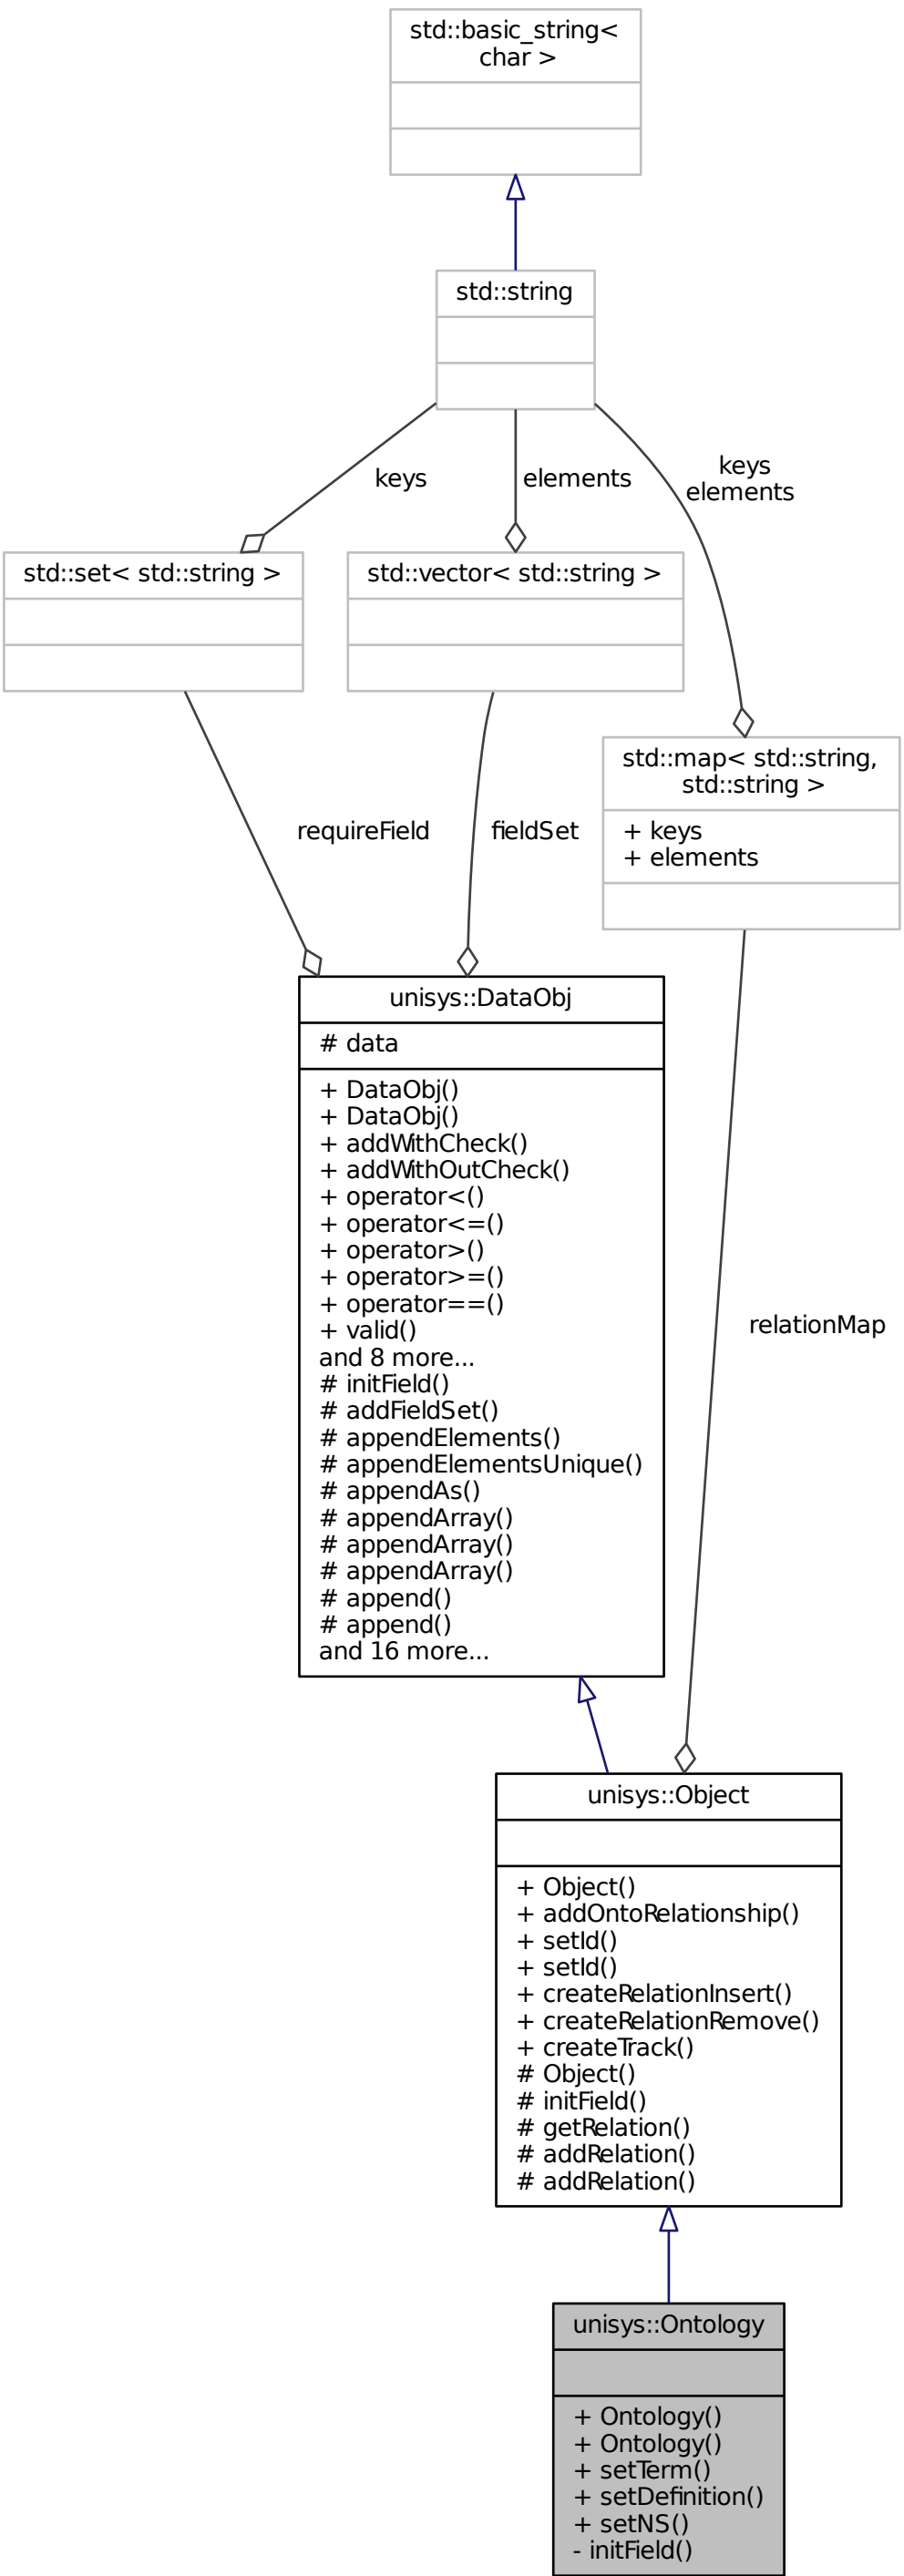 std::basic_string<
char >
std::string
keys
elements
keys
elements
std::set< std::string >
std::vector< std::string >
std::map< std::string,
std::string >
+ keys
+ elements
requireField
fieldSet
unisys::DataObj
# data
+ DataObj()
+ DataObj()
+ addWithCheck()
+ addWithOutCheck()
+ operator<()
+ operator<=()
+ operator>()
+ operator>=()
+ operator==()
+ valid()
and 8 more...
# initField()
# addFieldSet()
# appendElements()
# appendElementsUnique()
# appendAs()
# appendArray()
# appendArray()
# appendArray()
# append()
# append()
and 16 more...
relationMap
unisys::Object
+ Object()
+ addOntoRelationship()
+ setId()
+ setId()
+ createRelationInsert()
+ createRelationRemove()
+ createTrack()
# Object()
# initField()
# getRelation()
# addRelation()
# addRelation()
unisys::Ontology
+ Ontology()
+ Ontology()
+ setTerm()
+ setDefinition()
+ setNS()
- initField()